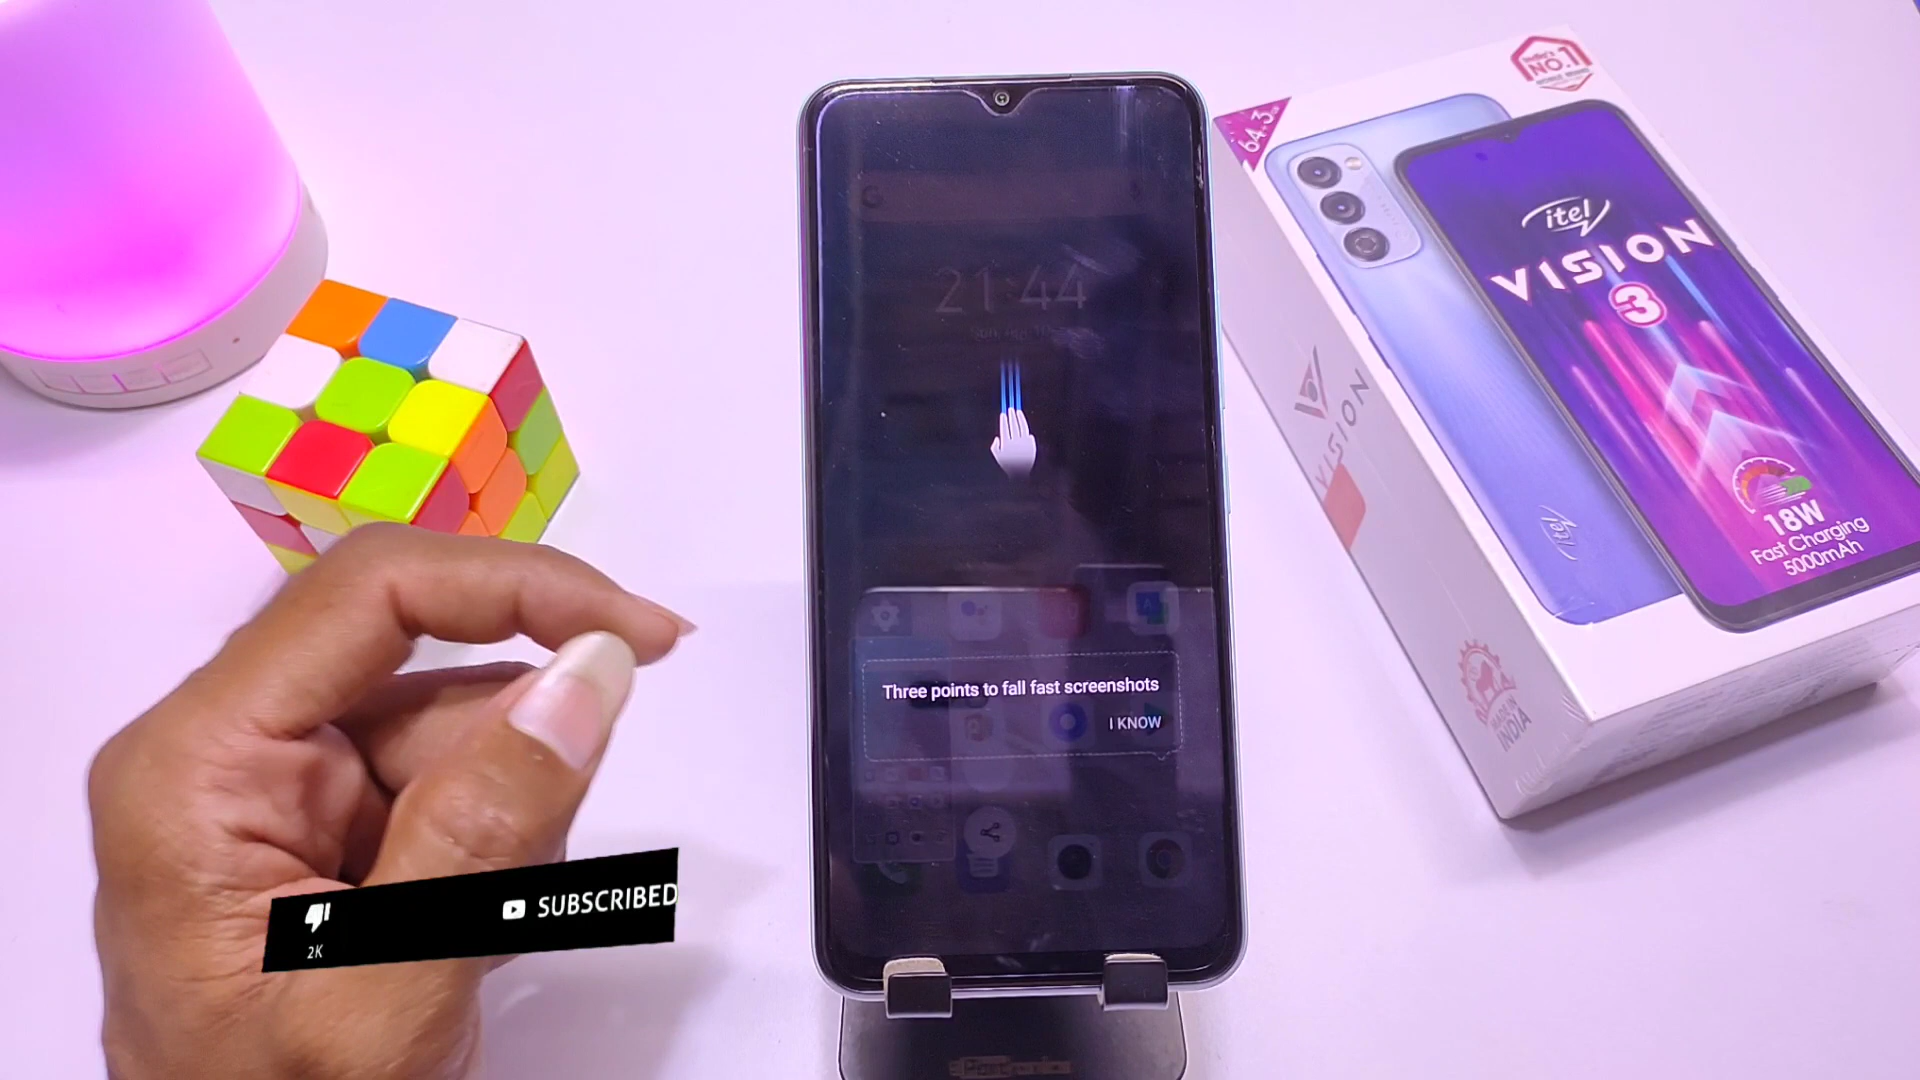 21:44
Three points to fall fast screenshots
I KNOW
64.3
NO.1
itel
VISION
3
18W
Fast Charging
5000mAh
itel
VISION
MADE IN
INDIA
2K
SUBSCRIBED